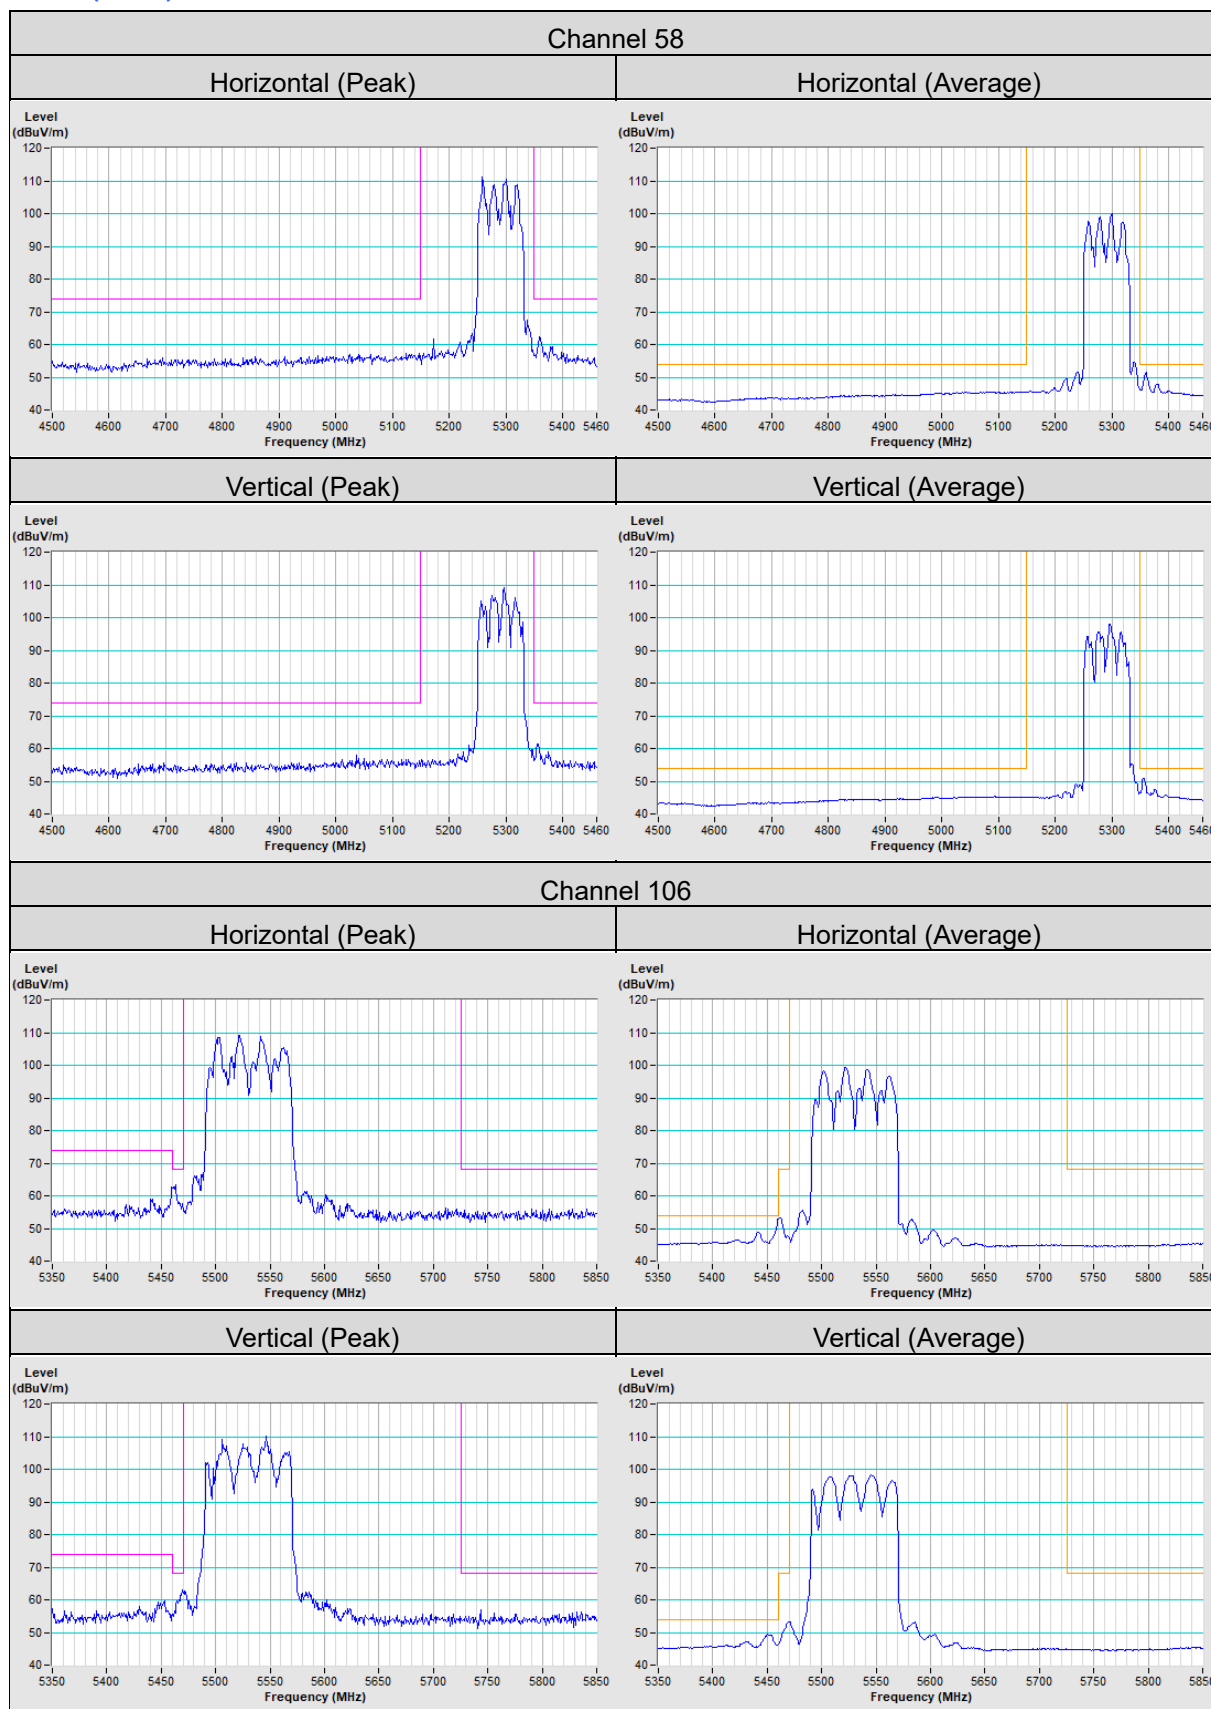 Channel 58
Horizontal (Peak) Horizontal (Average)
Level Level
(dBuV/m) (dBuV/m)
120 120
110 110
100 100
90 90
80 80
70 70
60 60
50 50
40 40
4500 4600 4700 4800 4900 5000 5100 5200 5300 5400 5460 4500 4600 4700 4800 4900 5000 5100 5200 5300 5400 5460
Frequency (MHz) Frequency (MHz)
Vertical (Peak) Vertical (Average)
Level Level
(dBuV/m) (dBuV/m)
120 120
110 110
100 100
90 90
80 80
70 70
60 60
50 50
40 40
4500 4600 4700 4800 4900 5000 5100 5200 5300 5400 5460 4500 4600 4700 4800 4900 5000 5100 5200 5300 5400 5460
Frequency (MHz) Frequency (MHz)
Channel 106
Horizontal (Peak) Horizontal (Average)
Level Level
(dBuV/m) (dBuV/m)
120 120
110 110
100 100
90 90
80 80
70 70
60 60
50 50
40 40
5350 5400 5450 5500 5550 5600 5650 5700 5750 5800 5850 5350 5400 5450 5500 5550 5600 5650 5700 5750 5800 5850
Frequency (MHz) Frequency (MHz)
Vertical (Peak) Vertical (Average)
Level Level
(dBuV/m) (dBuV/m)
120 120
110 110
100 100
90 90
80 80
70 70
60 60
50 50
40 40
5350 5400 5450 5500 5550 5600 5650 5700 5750 5800 5850 5350 5400 5450 5500 5550 5600 5650 5700 5750 5800 5850
Frequency (MHz) Frequency (MHz)